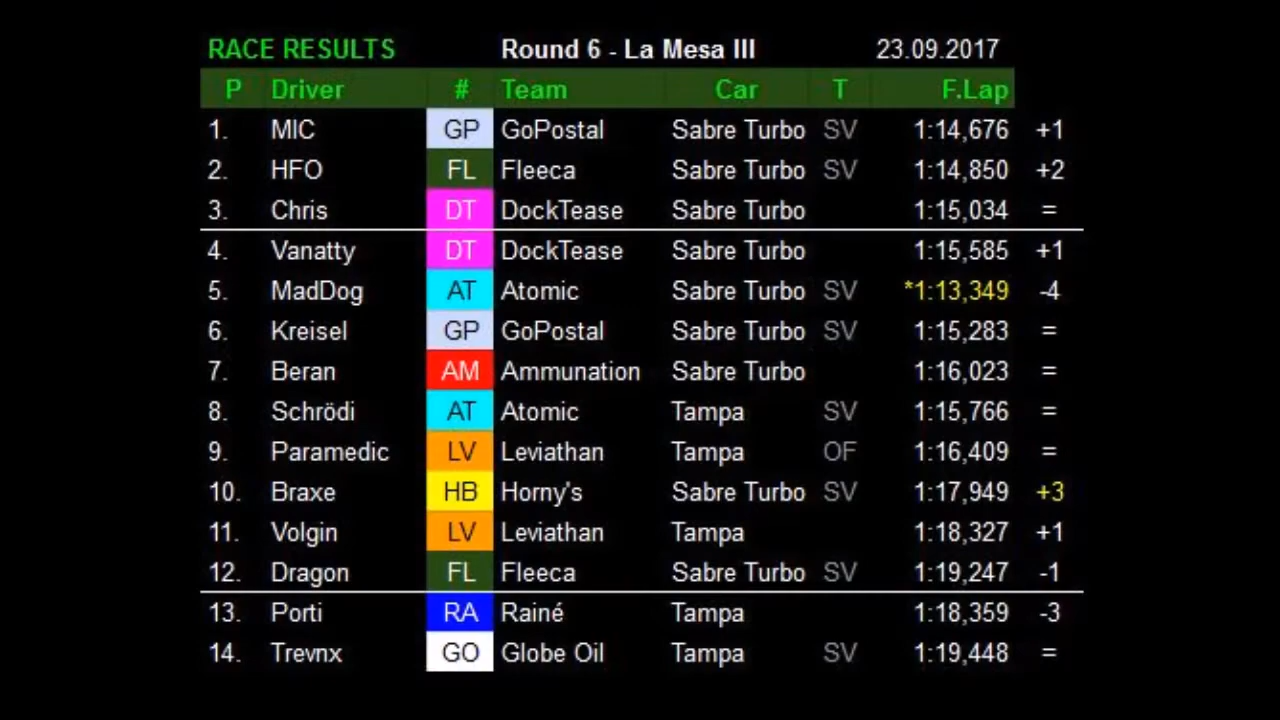 RACE RESULTS Round 6 - La Mesa III 23.09.2017
P Driver # Team Car T F.Lap
1. MIC GP GoPostal Sabre Turbo SV 1:14,676 +1
2. HFO FL Fleeca Sabre Turbo SV 1:14,850 +2
3. Chris DT DockTease Sabre Turbo 1:15,034 =
4. Vanatty DT DockTease Sabre Turbo 1:15,585 +1
5. MadDog AT Atomic Sabre Turbo SV *1:13,349 -4
6. Kreisel GP GoPostal Sabre Turbo SV 1:15,283 =
7. Beran AM Ammunation Sabre Turbo 1:16,023 =
8. Schrödi AT Atomic Tampa SV 1:15,766 =
9. Paramedic LV Leviathan Tampa OF 1:16,409 =
10. Braxe HB Horny's Sabre Turbo SV 1:17,949 +3
11. Volgin LV Leviathan Tampa 1:18,327 +1
12. Dragon FL Fleeca Sabre Turbo SV 1:19,247 -1
13. Porti RA Rainé Tampa 1:18,359 -3
14. Trevnx GO Globe Oil Tampa SV 1:19,448 =